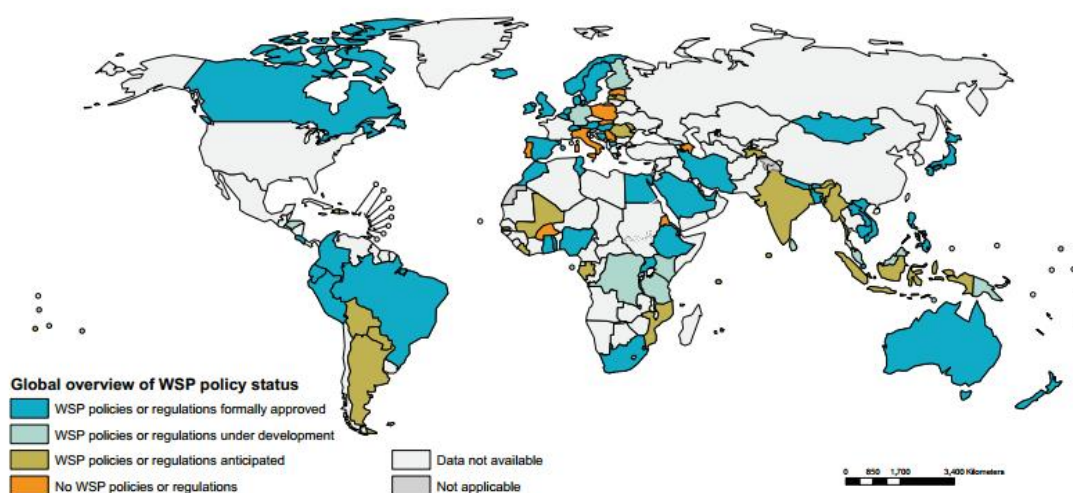 Global overview of WSP policy status
WSP policies or regulations formally approved
WSP policies or regulations under development
WSP policies or regulations anticipated
No WSP policies or regulations
Data not available
Not applicable
0 850 1,700 3,400 Kilometers